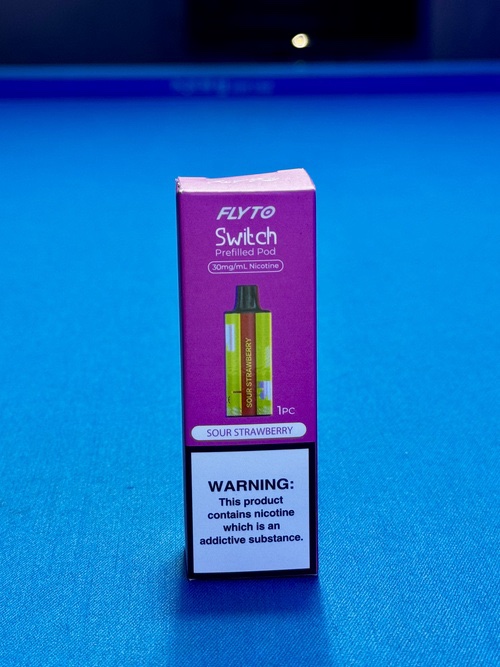 FLYTO
Switch
Prefilled Pod
30mg/mL Nicotine
SOUR STRAWBERRY
1PC
SOUR STRAWBERRY
WARNING:
This product
contains nicotine
which is an
addictive substance.